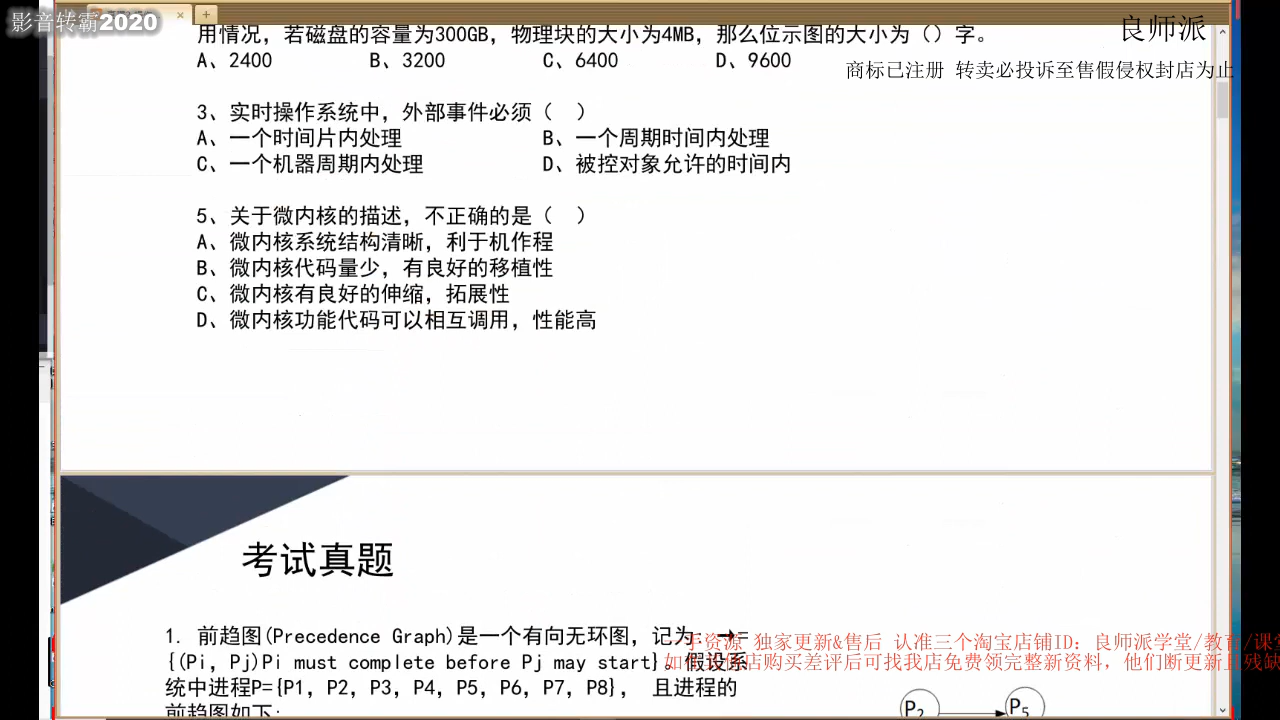 影音转霸2020
良师派
用情况，若磁盘的容量为300GB，物理块的大小为4MB，那么位示图的大小为（）字。
A、2400 B、3200 C、6400 D、9600
商标已注册 转卖必投诉至售假侵权封店为止
3、实时操作系统中，外部事件必须（ ）
A、一个时间片内处理 B、一个周期时间内处理
C、一个机器周期内处理 D、被控对象允许的时间内
5、关于微内核的描述，不正确的是（ ）
A、微内核系统结构清晰，利于机作程
B、微内核代码量少，有良好的移植性
C、微内核有良好的伸缩，拓展性
D、微内核功能代码可以相互调用，性能高
考试真题
1. 前趋图(Precedence Graph)是一个有向无环图，记为：→=
{(Pi, Pj)Pi must complete before Pj may start}。假设系
统中进程P={P1, P2, P3, P4, P5, P6, P7, P8}， 且进程的
前趋图如下:
一手资源 独家更新&售后 认准三个淘宝店铺ID：良师派学堂/教育/课堂
店购买差评后可找我店免费领完整新资料，他们断更新且残缺
P2 P5